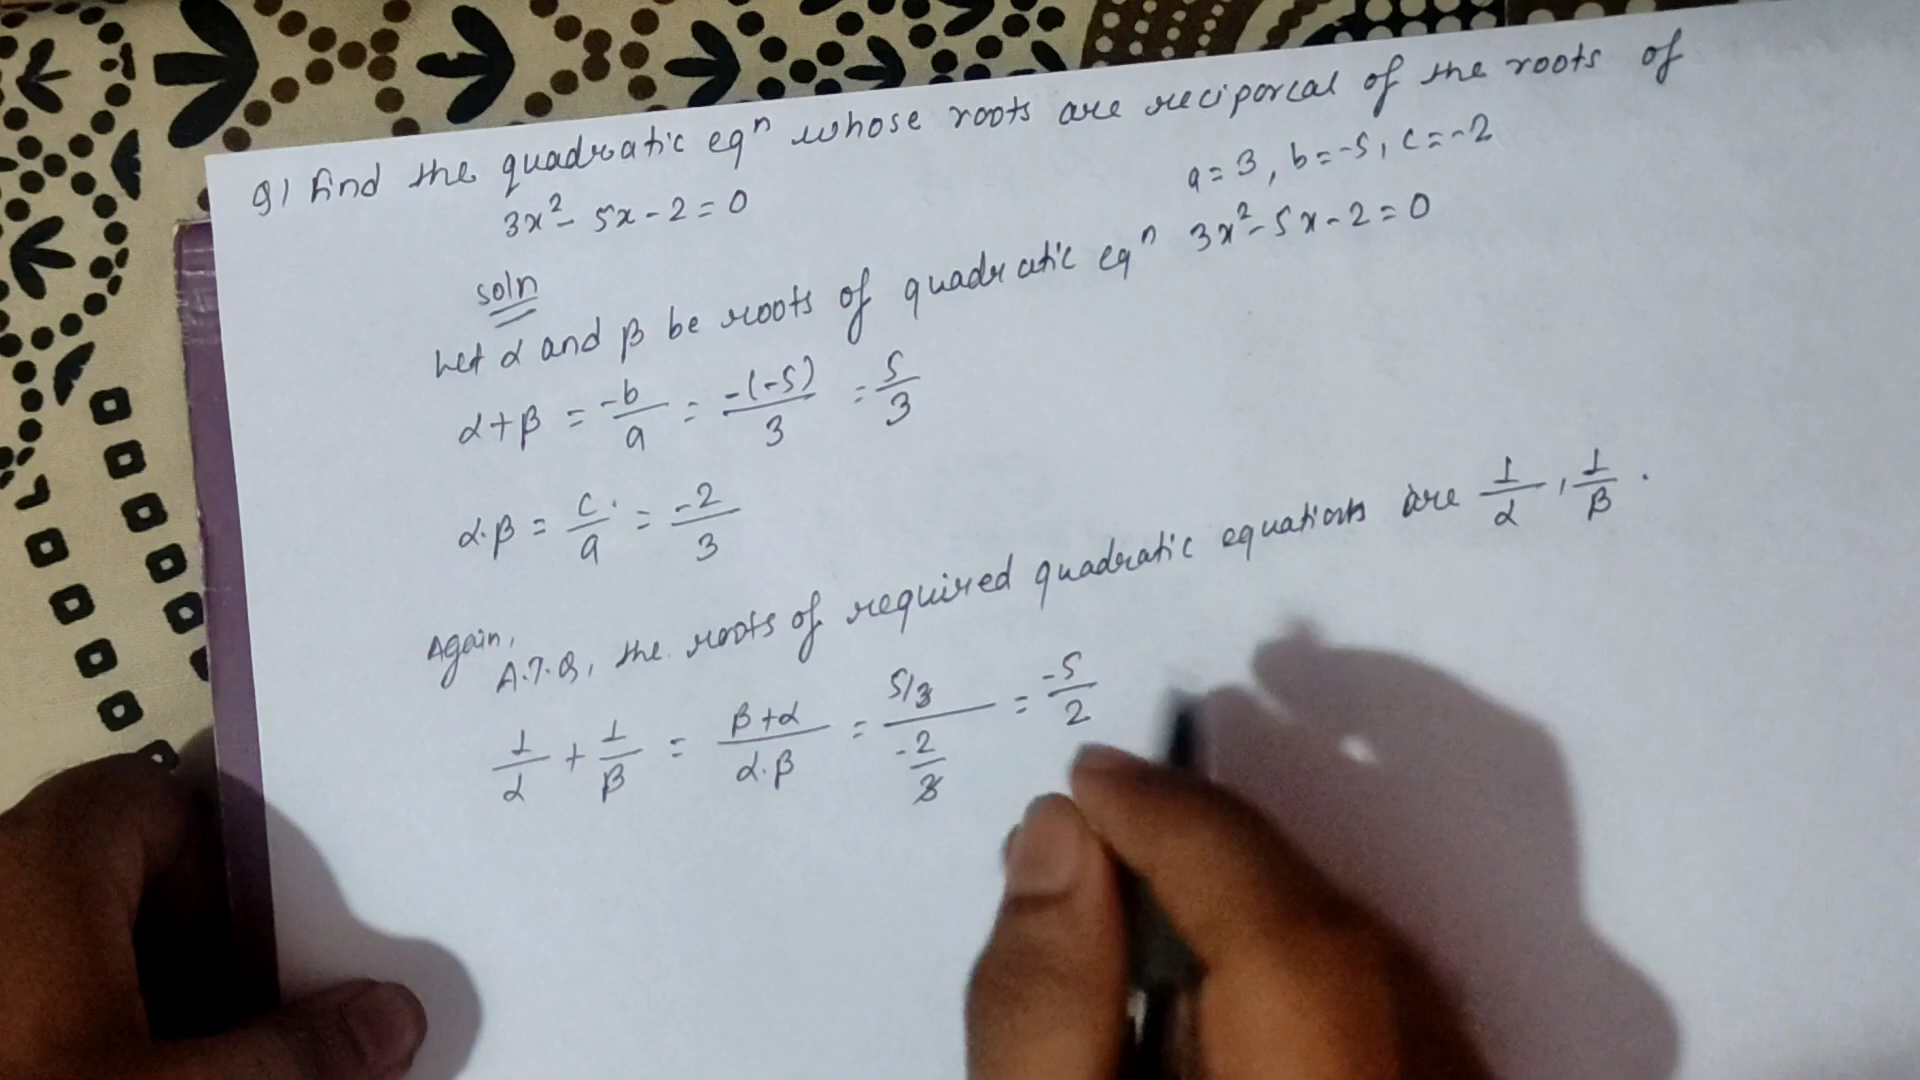 Q) Find the quadratic eqⁿ whose roots are reciporcal of the roots of
3x² - 5x - 2 = 0
a = 3, b = -5, c = -2
soln
Let α and β be roots of quadratic eqⁿ 3x² - 5x - 2 = 0
α + β = -b/a = -(-5)/3 = 5/3
α.β = c/a = -2/3
Again,
A.T.Q, the roots of required quadratic equations are 1/α, 1/β.
1/α + 1/β = β+α/α.β = 5/3/-2/3 = -5/2